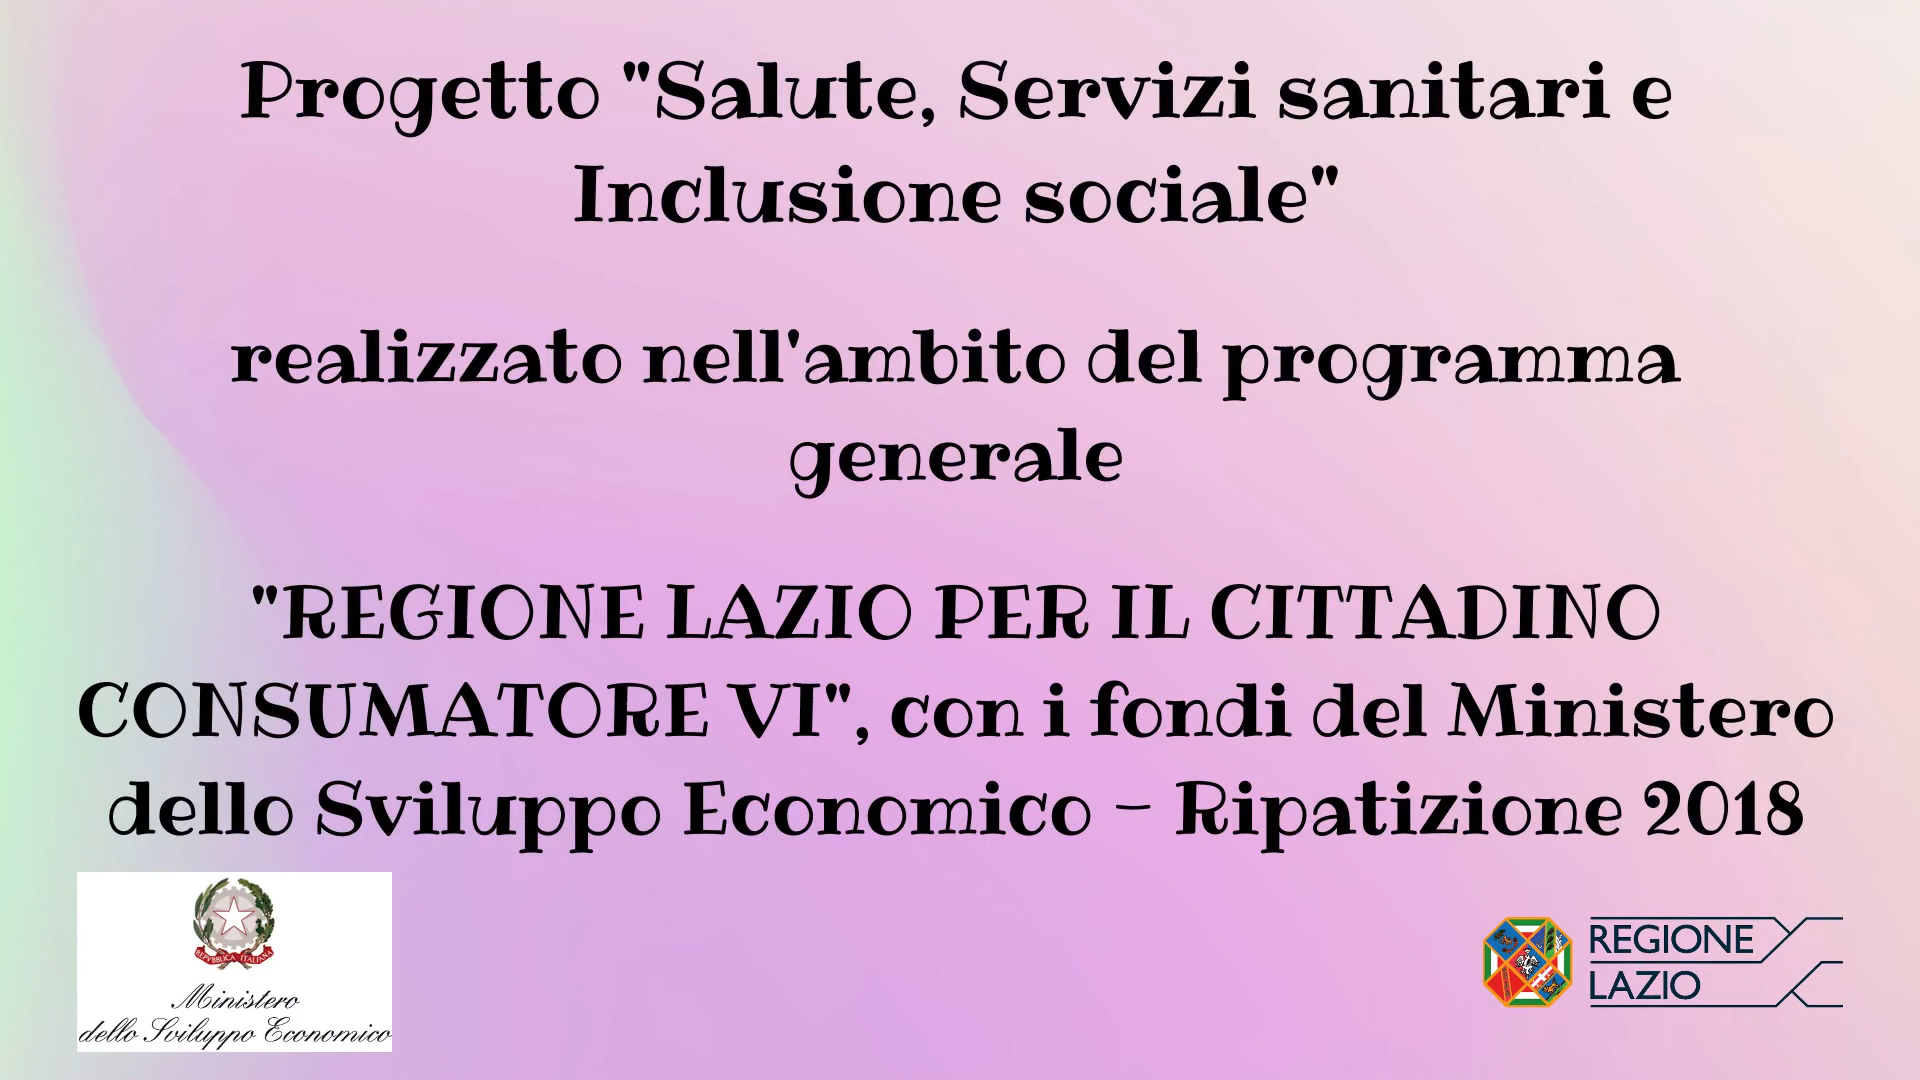 Progetto "Salute, Servizi sanitari e
Inclusione sociale"
realizzato nell'ambito del programma
generale
"REGIONE LAZIO PER IL CITTADINO
CONSUMATORE VI", con i fondi del Ministero
dello Sviluppo Economico – Ripatizione 2018
REPVBBLICA ITALIANA
Ministero
dello Sviluppo Economico
REGIONE
LAZIO